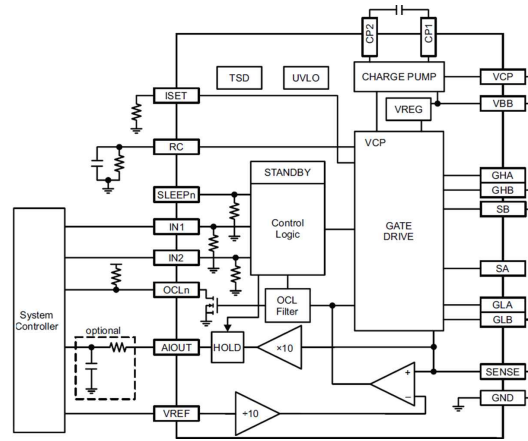 CP2
CP1
TSD
UVLO
CHARGE PUMP
VCP
ISET
VREG
VBB
RC
VCP
STANDBY
GHA
SLEEPn
GHB
SB
IN1
Control
Logic
GATE
DRIVE
IN2
SA
OCLn
OCL
Filter
GLA
GLB
System
Controller
optional
AIOUT
HOLD
×10
+
SENSE
–
GND
VREF
÷10